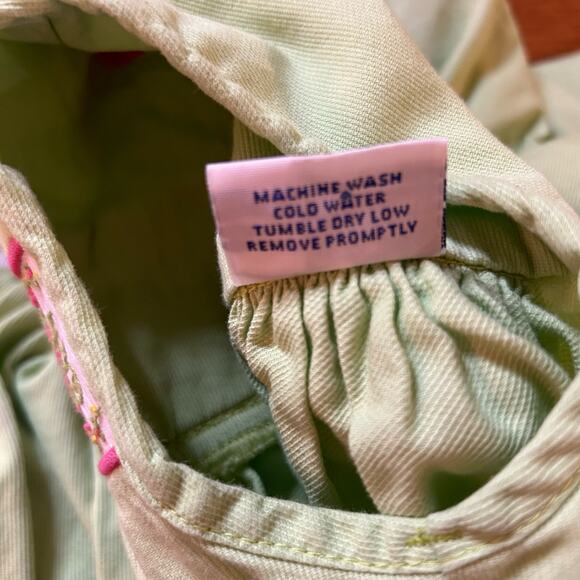 MACHINE WASH
COLD WATER
TUMBLE DRY LOW
REMOVE PROMPTLY